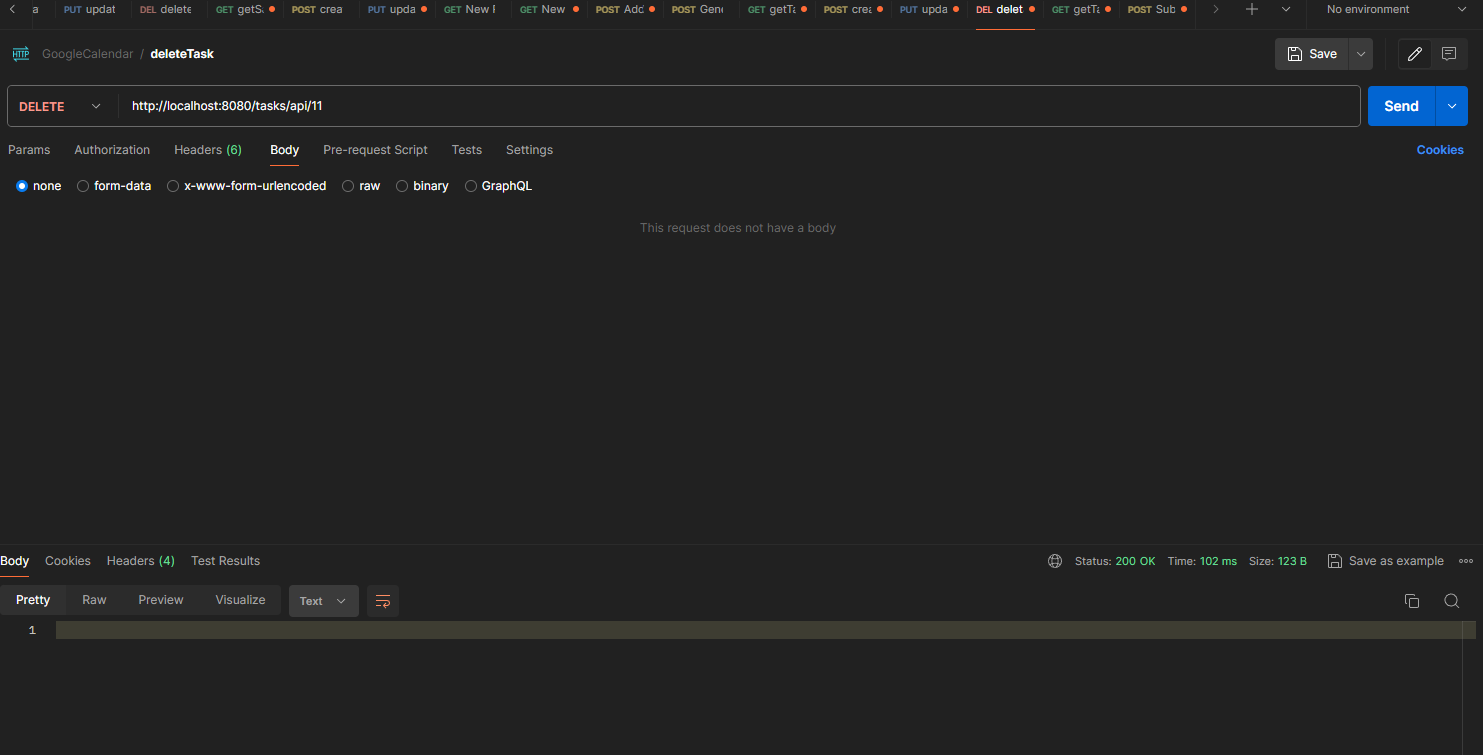 a PUT updat DEL delete GET getSa POST crea PUT upda GET New F GET New POST Add POST Gene GET getTa POST crea PUT upda DEL delet GET getTa POST Sub No environment
HTTP GoogleCalendar / deleteTask Save
DELETE http://localhost:8080/tasks/api/11 Send
Params Authorization Headers (6) Body Pre-request Script Tests Settings Cookies
none form-data x-www-form-urlencoded raw binary GraphQL
This request does not have a body
Body Cookies Headers (4) Test Results Status: 200 OK Time: 102 ms Size: 123 B Save as example
Pretty Raw Preview Visualize Text
1